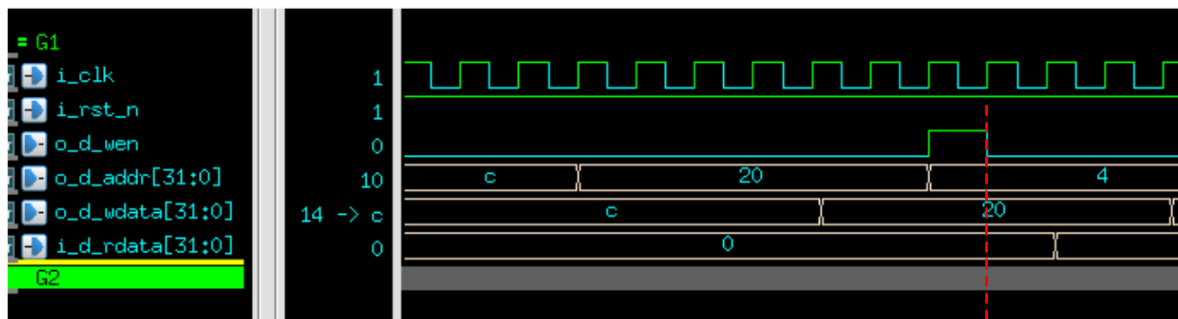 = G1
i_clk 1
i_rst_n 1
o_d_wen 0
o_d_addr[31:0] 10 c 20 4
o_d_wdata[31:0] 14 -> c c 20
i_d_rdata[31:0] 0 0
G2